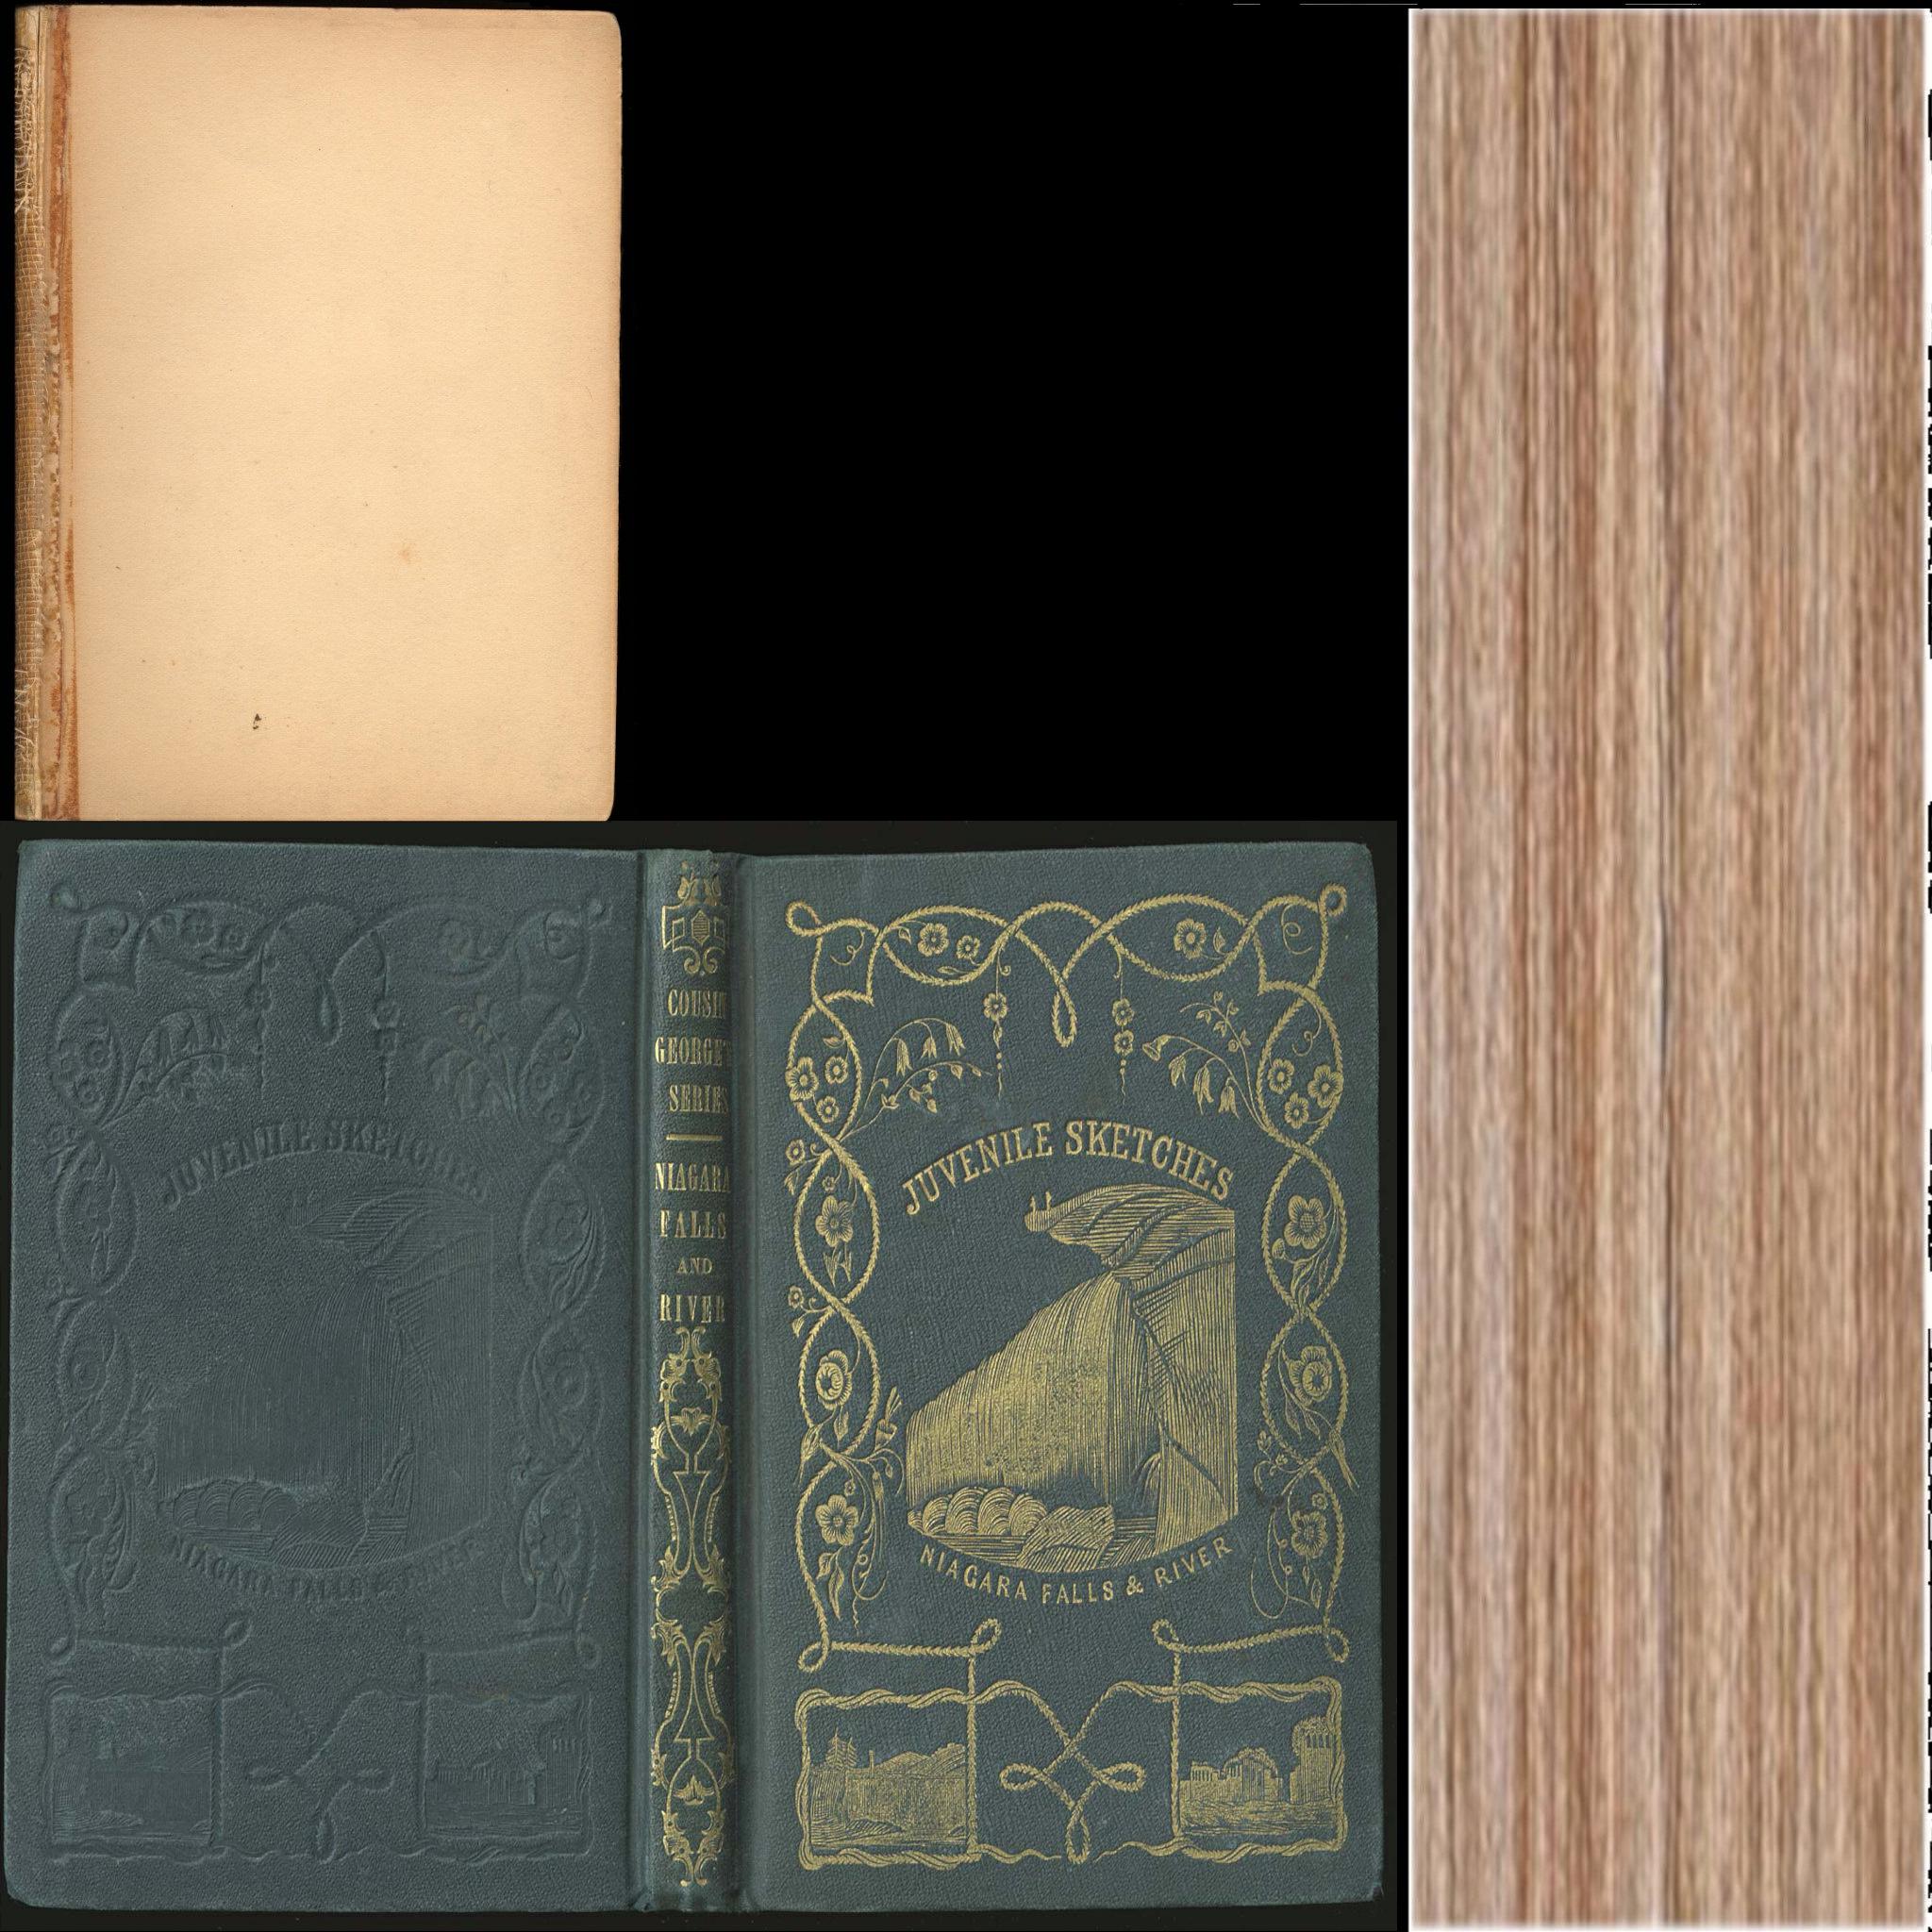 JUVENILE SKETCHES
NIAGARA FALLS & RIVER
COUSIN
GEORGE'S
SERIES
NIAGARA
FALLS
AND
RIVER
JUVENILE SKETCHES
NIAGARA FALLS & RIVER